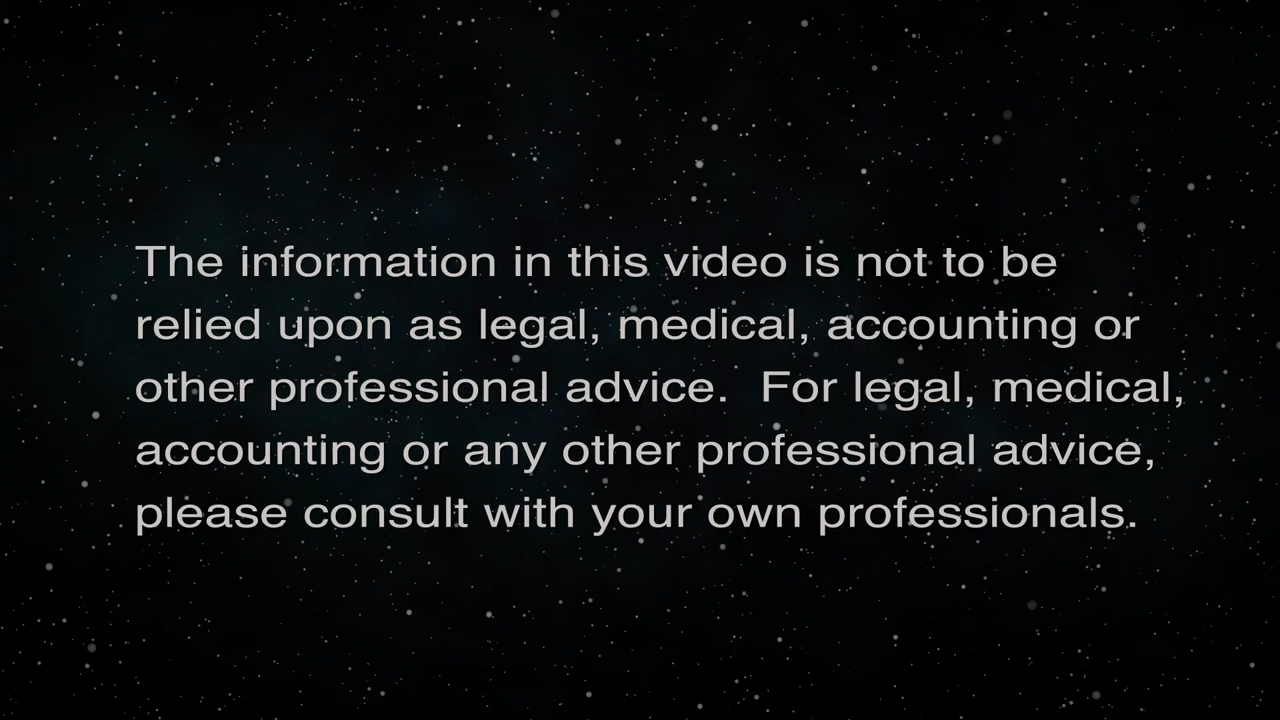 The information in this video is not to be
relied upon as legal, medical, accounting or
other professional advice.  For legal, medical,
accounting or any other professional advice,
please consult with your own professionals.